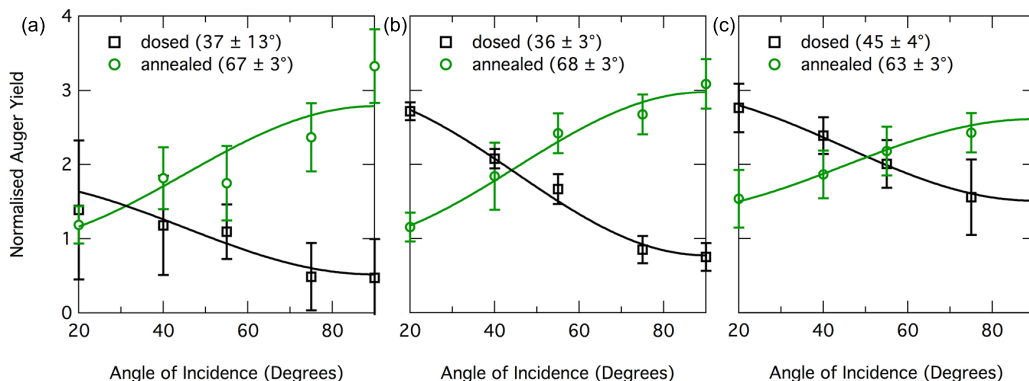 (a)
dosed (37 ± 13°)
annealed (67 ± 3°)
(b)
dosed (36 ± 3°)
annealed (68 ± 3°)
(c)
dosed (45 ± 4°)
annealed (63 ± 3°)
Normalised Auger Yield
4
3
2
1
0
20 40 60 80
20 40 60 80
20 40 60 80
Angle of Incidence (Degrees)
Angle of Incidence (Degrees)
Angle of Incidence (Degrees)